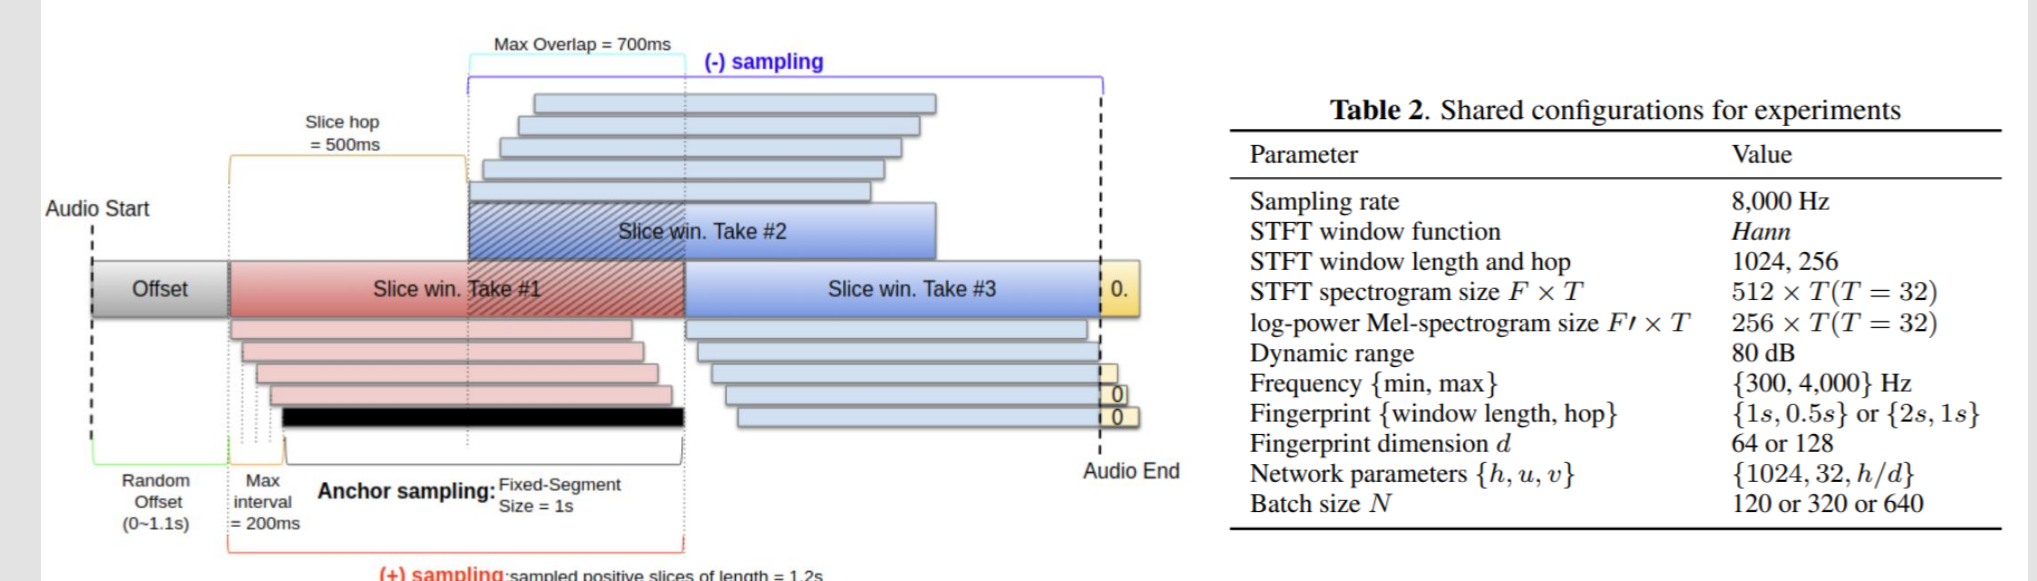 Max Overlap = 700ms
(-) sampling
Slice hop
= 500ms
Audio Start
Slice win. Take #2
Offset
Slice win. Take #1
Slice win. Take #3
0.
0
0
Audio End
Random
Offset
(0~1.1s)
Max
interval
= 200ms
Anchor sampling: Fixed-Segment
Size = 1s
(+) sampling:sampled positive slices of length = 1.2s
Table 2. Shared configurations for experiments
Parameter Value
Sampling rate 8,000 Hz
STFT window function Hann
STFT window length and hop 1024, 256
STFT spectrogram size F × T 512 × T(T = 32)
log-power Mel-spectrogram size F′ × T 256 × T(T = 32)
Dynamic range 80 dB
Frequency {min, max} {300, 4,000} Hz
Fingerprint {window length, hop} {1s, 0.5s} or {2s, 1s}
Fingerprint dimension d 64 or 128
Network parameters {h, u, v} {1024, 32, h/d}
Batch size N 120 or 320 or 640